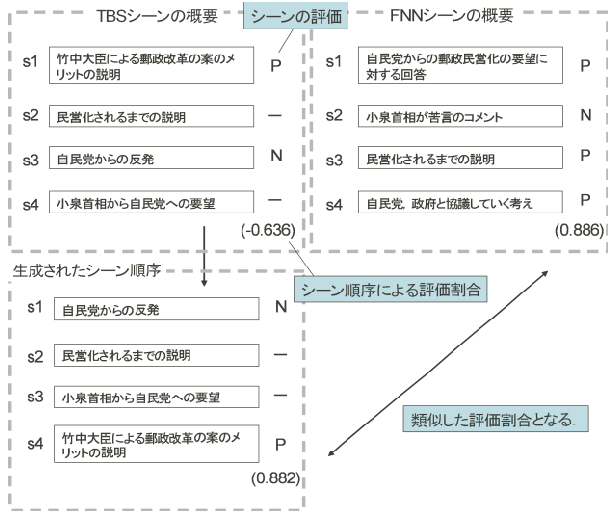 TBSシーンの概要
シーンの評価
FNNシーンの概要
s1
竹中大臣による郵政改革の案のメ
リットの説明
P
s2
民営化されるまでの説明
—
s3
自民党からの反発
N
s4
小泉首相から自民党への要望
—
(-0.636)
s1
自民党からの郵政民営化の要望に
対する回答
P
s2
小泉首相が苦言のコメント
N
s3
民営化されるまでの説明
P
s4
自民党，政府と協議していく考え
P
(0.886)
生成されたシーン順序
シーン順序による評価割合
s1
自民党からの反発
N
s2
民営化されるまでの説明
—
s3
小泉首相から自民党への要望
—
s4
竹中大臣による郵政改革の案のメ
リットの説明
P
(0.882)
類似した評価割合となる.